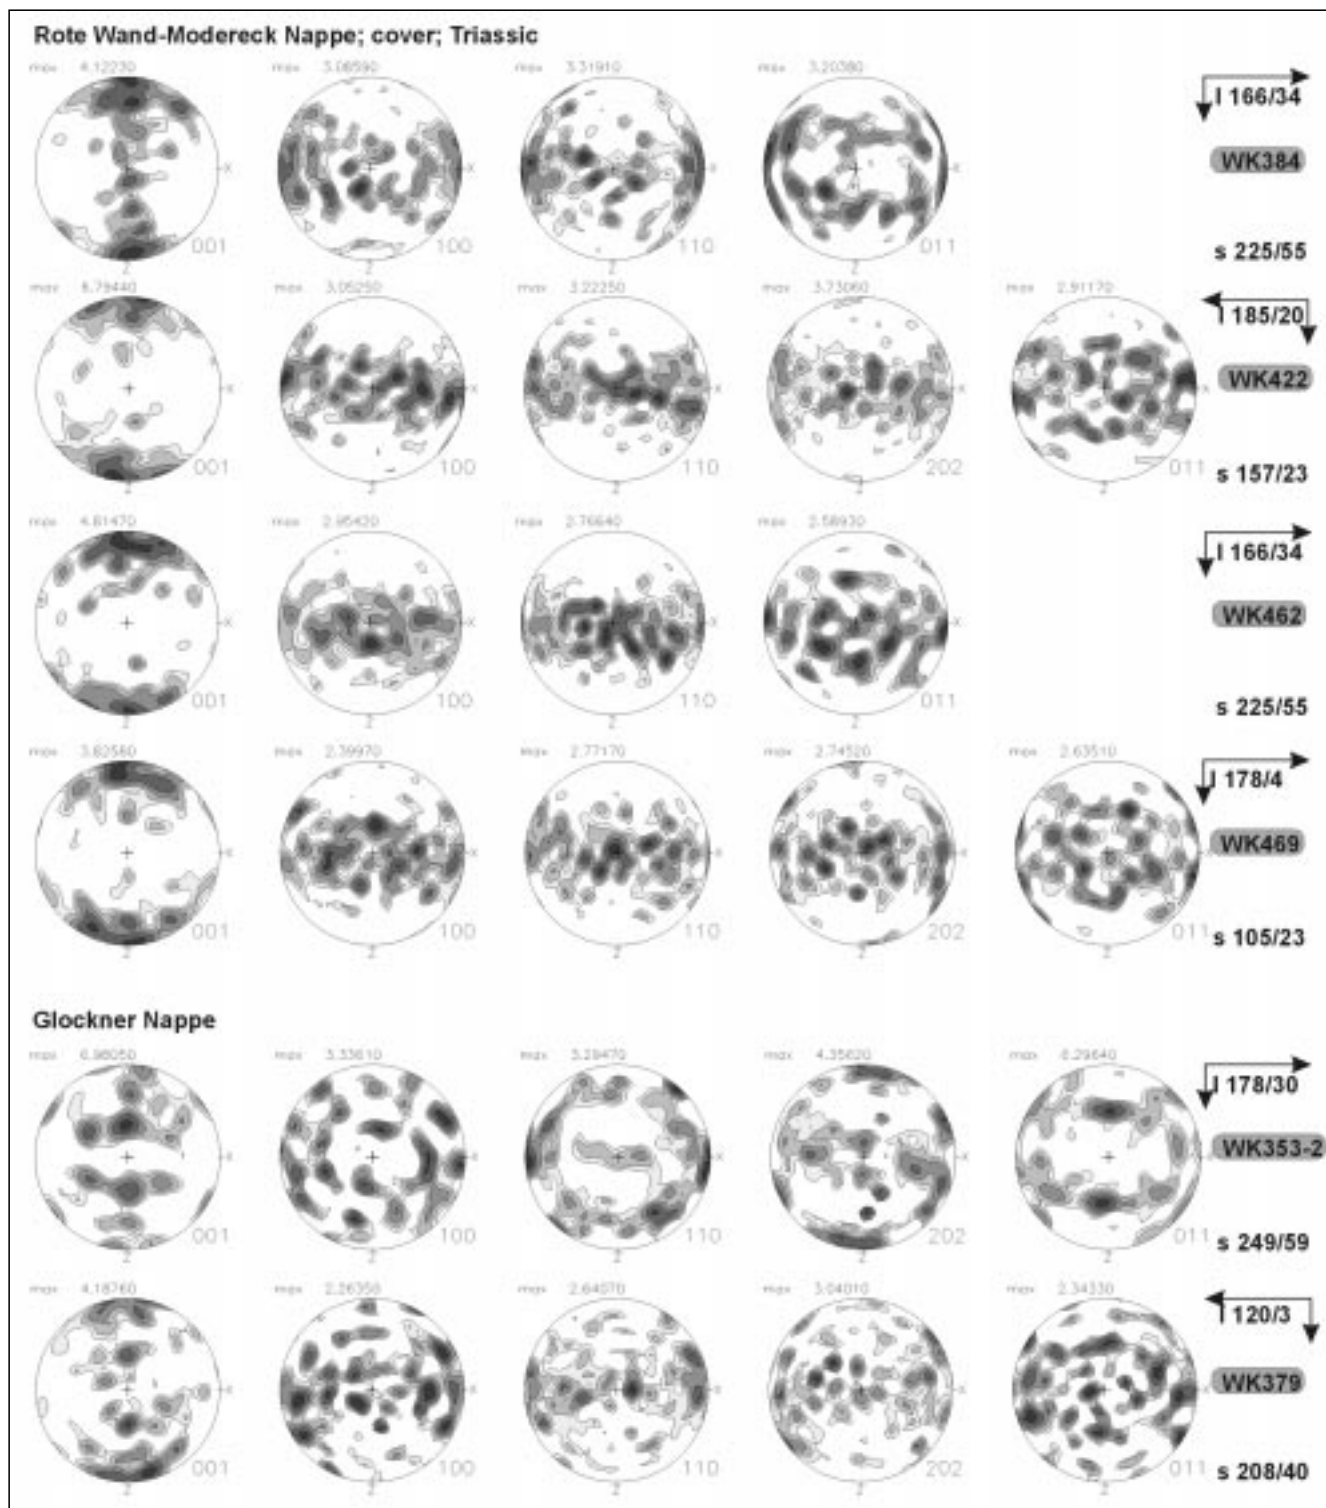 Rote Wand-Modereck Nappe; cover; Triassic
max 4.12230 max 3.08590 max 3.31910 max 3.20380
l 166/34
X X X X
WK384
001 100 110 011
s 225/55
Z Z Z Z
max 6.79440 max 3.05250 max 3.22250 max 3.73060 max 2.91170
l 185/20
X X X X X
WK422
001 100 110 202 011
s 157/23
Z Z Z Z Z
max 4.81470 max 2.95420 max 2.76640 max 2.58930
l 166/34
X X X X
WK462
001 100 110 011
s 225/55
Z Z Z Z
max 3.82580 max 2.39970 max 2.77170 max 2.74520 max 2.63510
l 178/4
X X X X X
WK469
001 100 110 202 011
s 105/23
Z Z Z Z Z
Glockner Nappe
max 6.98050 max 3.33610 max 3.29470 max 4.35620 max 6.29640
l 178/30
X X X X X
WK353-2
001 100 110 202 011
s 249/59
Z Z Z Z Z
max 4.18760 max 2.26350 max 2.64070 max 3.04010 max 2.34330
l 120/3
X X X X X
WK379
001 100 110 202 011
s 208/40
Z Z Z Z Z